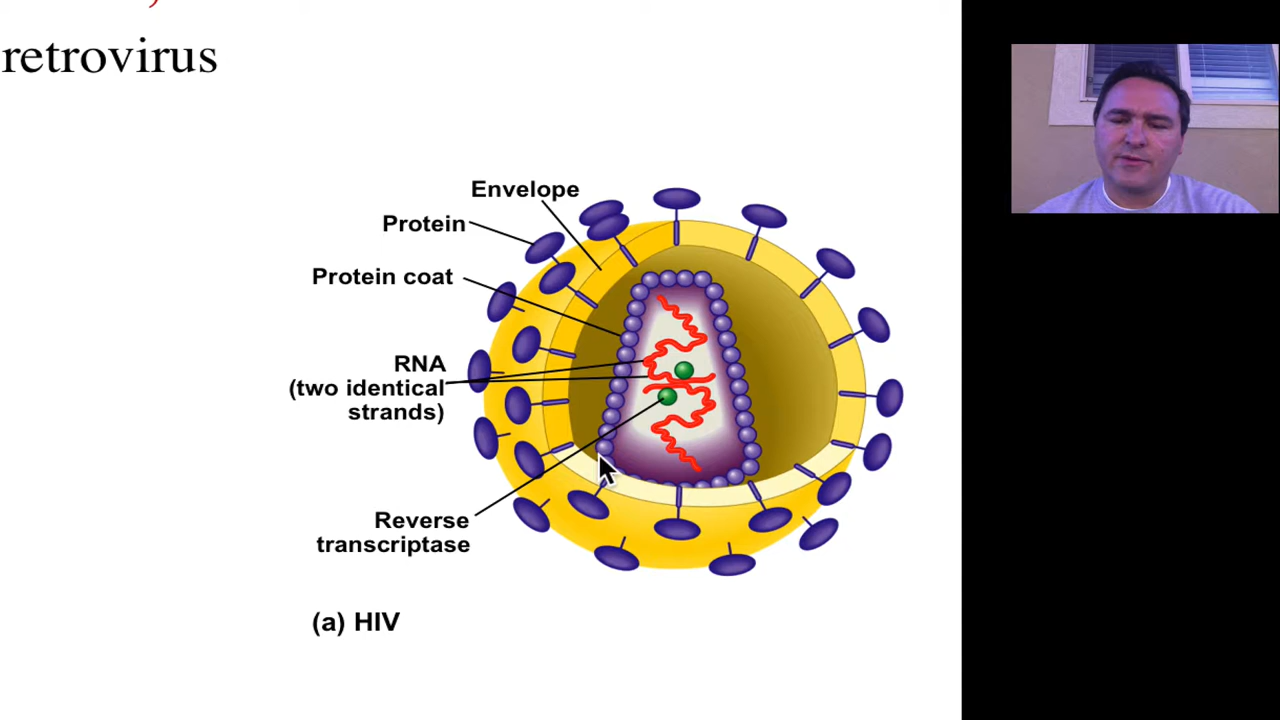 retrovirus
Envelope
Protein
Protein coat
RNA
(two identical
strands)
Reverse
transcriptase
(a) HIV